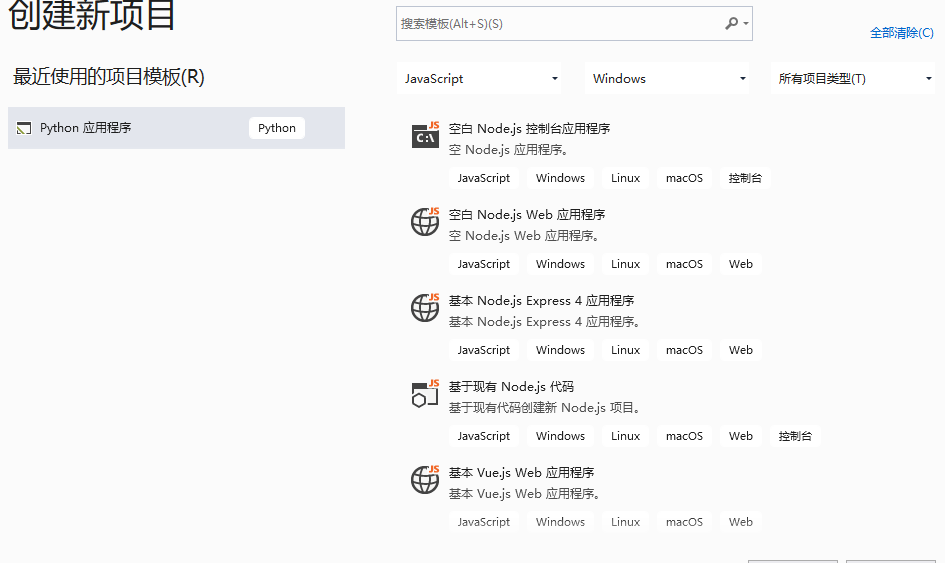 创建新项目
搜索模板(Alt+S)(S)
全部清除(C)
最近使用的项目模板(R)
JavaScript
Windows
所有项目类型(T)
Python 应用程序
Python
JS
空白 Node.js 控制台应用程序
C:\
空 Node.js 应用程序。
JavaScript Windows Linux macOS 控制台
JS
空白 Node.js Web 应用程序
空 Node.js Web 应用程序。
JavaScript Windows Linux macOS Web
JS
基本 Node.js Express 4 应用程序
基本 Node.js Express 4 应用程序。
JavaScript Windows Linux macOS Web
JS
基于现有 Node.js 代码
基于现有代码创建新 Node.js 项目。
JavaScript Windows Linux macOS Web 控制台
JS
基本 Vue.js Web 应用程序
基本 Vue.js Web 应用程序。
JavaScript Windows Linux macOS Web